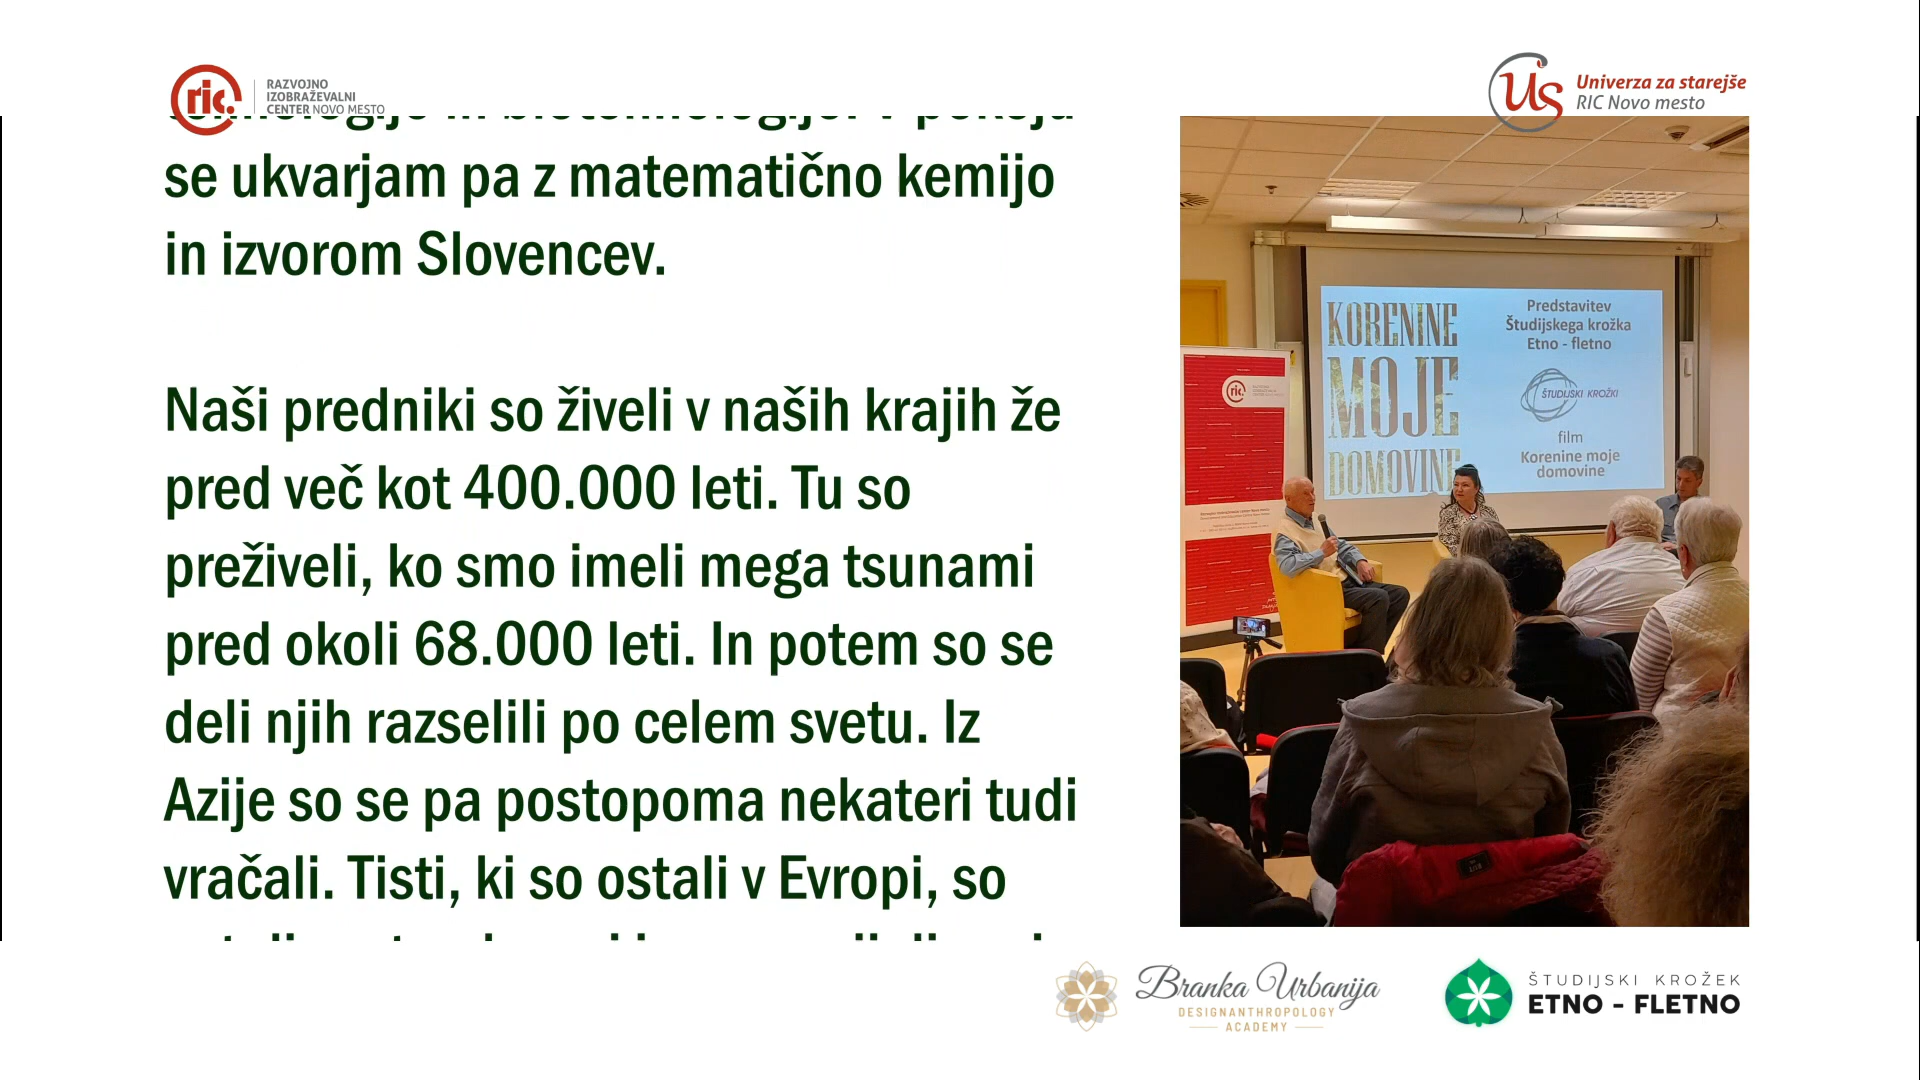 ric.
RAZVOJNO
IZOBRAŽEVALNI
CENTER NOVO MESTO
Us
Univerza za starejše
RIC Novo mesto
se ukvarjam pa z matematično kemijo
in izvorom Slovencev.
Naši predniki so živeli v naših krajih že
pred več kot 400.000 leti. Tu so
preživeli, ko smo imeli mega tsunami
pred okoli 68.000 leti. In potem so se
deli njih razselili po celem svetu. Iz
Azije so se pa postopoma nekateri tudi
vračali. Tisti, ki so ostali v Evropi, so
KORENINE
MOJE
DOMOVINE
Predstavitev
Študijskega krožka
Etno - fletno
ŠTUDIJSKI KROŽKI
film
Korenine moje
domovine
ric.
Branka Urbanija
DESIGNANTHROPOLOGY
ACADEMY
ŠTUDIJSKI KROŽEK
ETNO - FLETNO